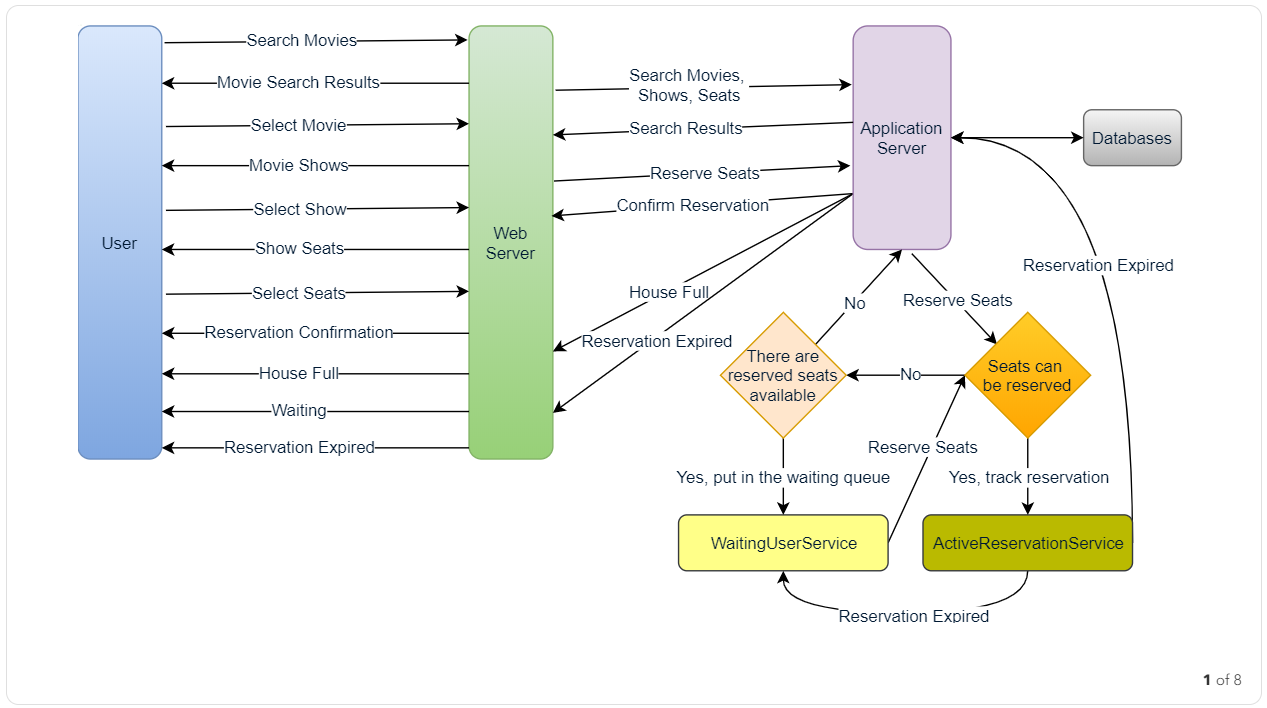 Search Movies
Movie Search Results
Select Movie
Movie Shows
Select Show
Show Seats
Select Seats
Reservation Confirmation
House Full
Waiting
Reservation Expired
User
Web
Server
Search Movies,
Shows, Seats
Search Results
Reserve Seats
Confirm Reservation
House Full
Reservation Expired
Application
Server
Databases
Reservation Expired
No
Reserve Seats
There are
reserved seats
available
No
Seats can
be reserved
Reserve Seats
Yes, put in the waiting queue
Yes, track reservation
WaitingUserService
ActiveReservationService
Reservation Expired
1 of 8